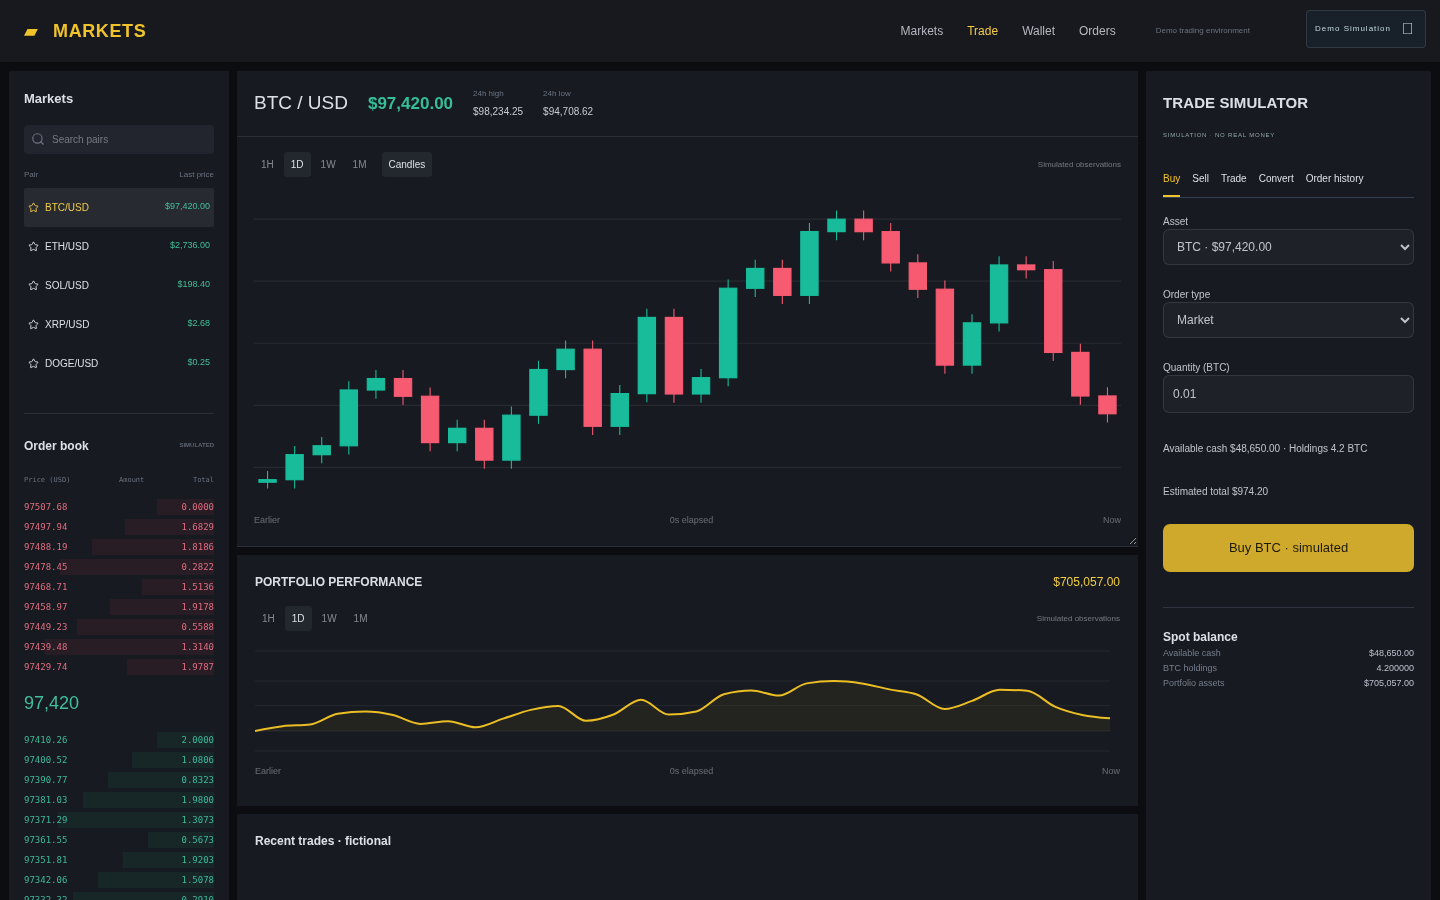 MARKETS
Markets Trade Wallet Orders Demo trading environment Demo Simulation
Markets
Search pairs
Pair Last price
BTC/USD $97,420.00
ETH/USD $2,736.00
SOL/USD $198.40
XRP/USD $2.68
DOGE/USD $0.25
Order book SIMULATED
Price (USD) Amount Total
97507.68 0.0000
97497.94 1.6829
97488.19 1.8186
97478.45 0.2822
97468.71 1.5136
97458.97 1.9178
97449.23 0.5588
97439.48 1.3140
97429.74 1.9787
97,420
97410.26 2.0000
97400.52 1.0806
97390.77 0.8323
97381.03 1.9800
97371.29 1.3073
97361.55 0.5673
97351.81 1.9203
97342.06 1.5078
97332.32 0.2910
BTC / USD $97,420.00
24h high 24h low
$98,234.25 $94,708.62
1H 1D 1W 1M Candles Simulated observations
Earlier 0s elapsed Now
PORTFOLIO PERFORMANCE $705,057.00
1H 1D 1W 1M Simulated observations
Earlier 0s elapsed Now
Recent trades · fictional
TRADE SIMULATOR
SIMULATION · NO REAL MONEY
Buy Sell Trade Convert Order history
Asset
BTC · $97,420.00
Order type
Market
Quantity (BTC)
0.01
Available cash $48,650.00 · Holdings 4.2 BTC
Estimated total $974.20
Buy BTC · simulated
Spot balance
Available cash $48,650.00
BTC holdings 4.200000
Portfolio assets $705,057.00